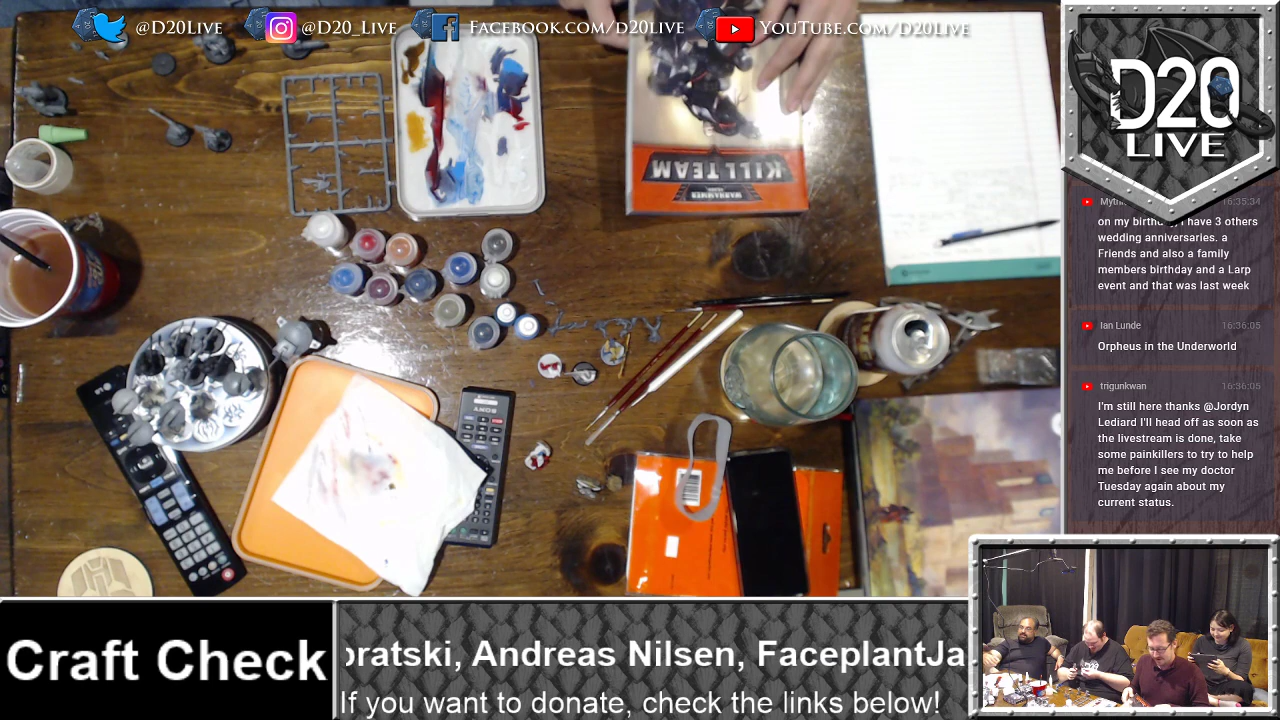 @D20Live
@D20_Live
Facebook.com/d20live
YouTube.com/D20Live
D20
LIVE
KILL TEAM
WARHAMMER
SONY
LG
16:35:34
on my birthday I have 3 others
wedding anniversaries. a
Friends and also a family
members birthday and a Larp
event and that was last week
Ian Lunde
16:36:05
Orpheus in the Underworld
trigunkwan
16:36:05
I'm still here thanks @Jordyn
Lediard I'll head off as soon as
the livestream is done, take
some painkillers to try to help
me before I see my doctor
Tuesday again about my
current status.
Craft Check
oratski, Andreas Nilsen, FaceplantJa
If you want to donate, check the links below!